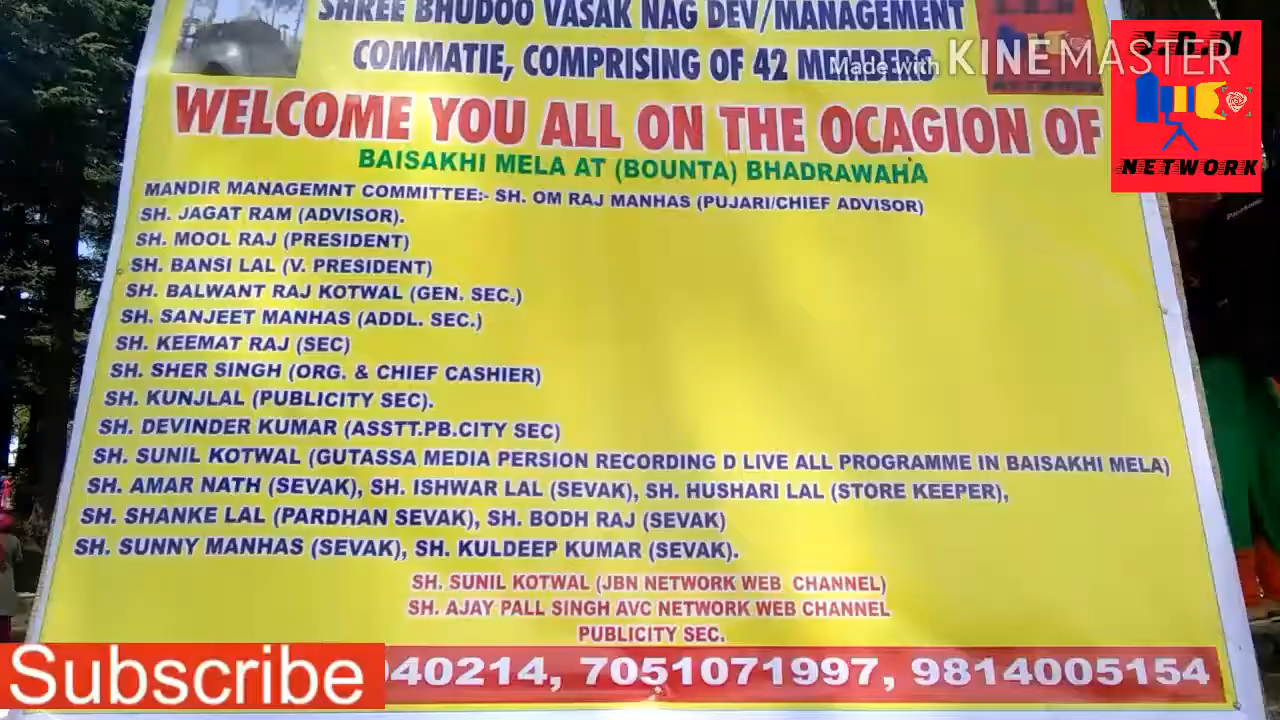 SHREE BHUDOO VASAK NAG DEV/MANAGEMENT
COMMATIE, COMPRISING OF 42 MEMBERS
Made with KINEMASTER
WELCOME YOU ALL ON THE OCAGION OF
BAISAKHI MELA AT (BOUNTA) BHADRAWAHA
NETWORK
MANDIR MANAGEMNT COMMITTEE:- SH. OM RAJ MANHAS (PUJARI/CHIEF ADVISOR)
SH. JAGAT RAM (ADVISOR).
SH. MOOL RAJ (PRESIDENT)
SH. BANSI LAL (V. PRESIDENT)
SH. BALWANT RAJ KOTWAL (GEN. SEC.)
SH. SANJEET MANHAS (ADDL. SEC.)
SH. KEEMAT RAJ (SEC)
SH. SHER SINGH (ORG. & CHIEF CASHIER)
SH. KUNJLAL (PUBLICITY SEC).
SH. DEVINDER KUMAR (ASSTT.PB.CITY SEC)
SH. SUNIL KOTWAL (GUTASSA MEDIA PERSION RECORDING D LIVE ALL PROGRAMME IN BAISAKHI MELA)
SH. AMAR NATH (SEVAK), SH. ISHWAR LAL (SEVAK), SH. HUSHARI LAL (STORE KEEPER),
SH. SHANKE LAL (PARDHAN SEVAK), SH. BODH RAJ (SEVAK)
SH. SUNNY MANHAS (SEVAK), SH. KULDEEP KUMAR (SEVAK).
SH. SUNIL KOTWAL (JBN NETWORK WEB CHANNEL)
SH. AJAY PALL SINGH AVC NETWORK WEB CHANNEL
PUBLICITY SEC.
Subscribe
040214, 7051071997, 9814005154